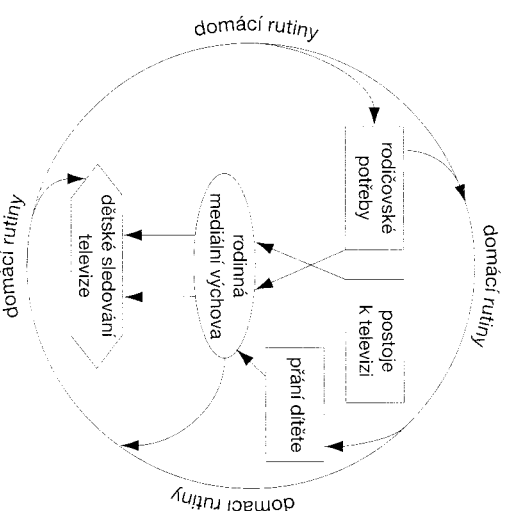 domácí rutiny
domácí rutiny
rodičovské
potřeby
postoje
k televizi
přání dítěte
rodinná
mediální výchova
dětské sledování
televize
domácí rutiny
domací rutiny